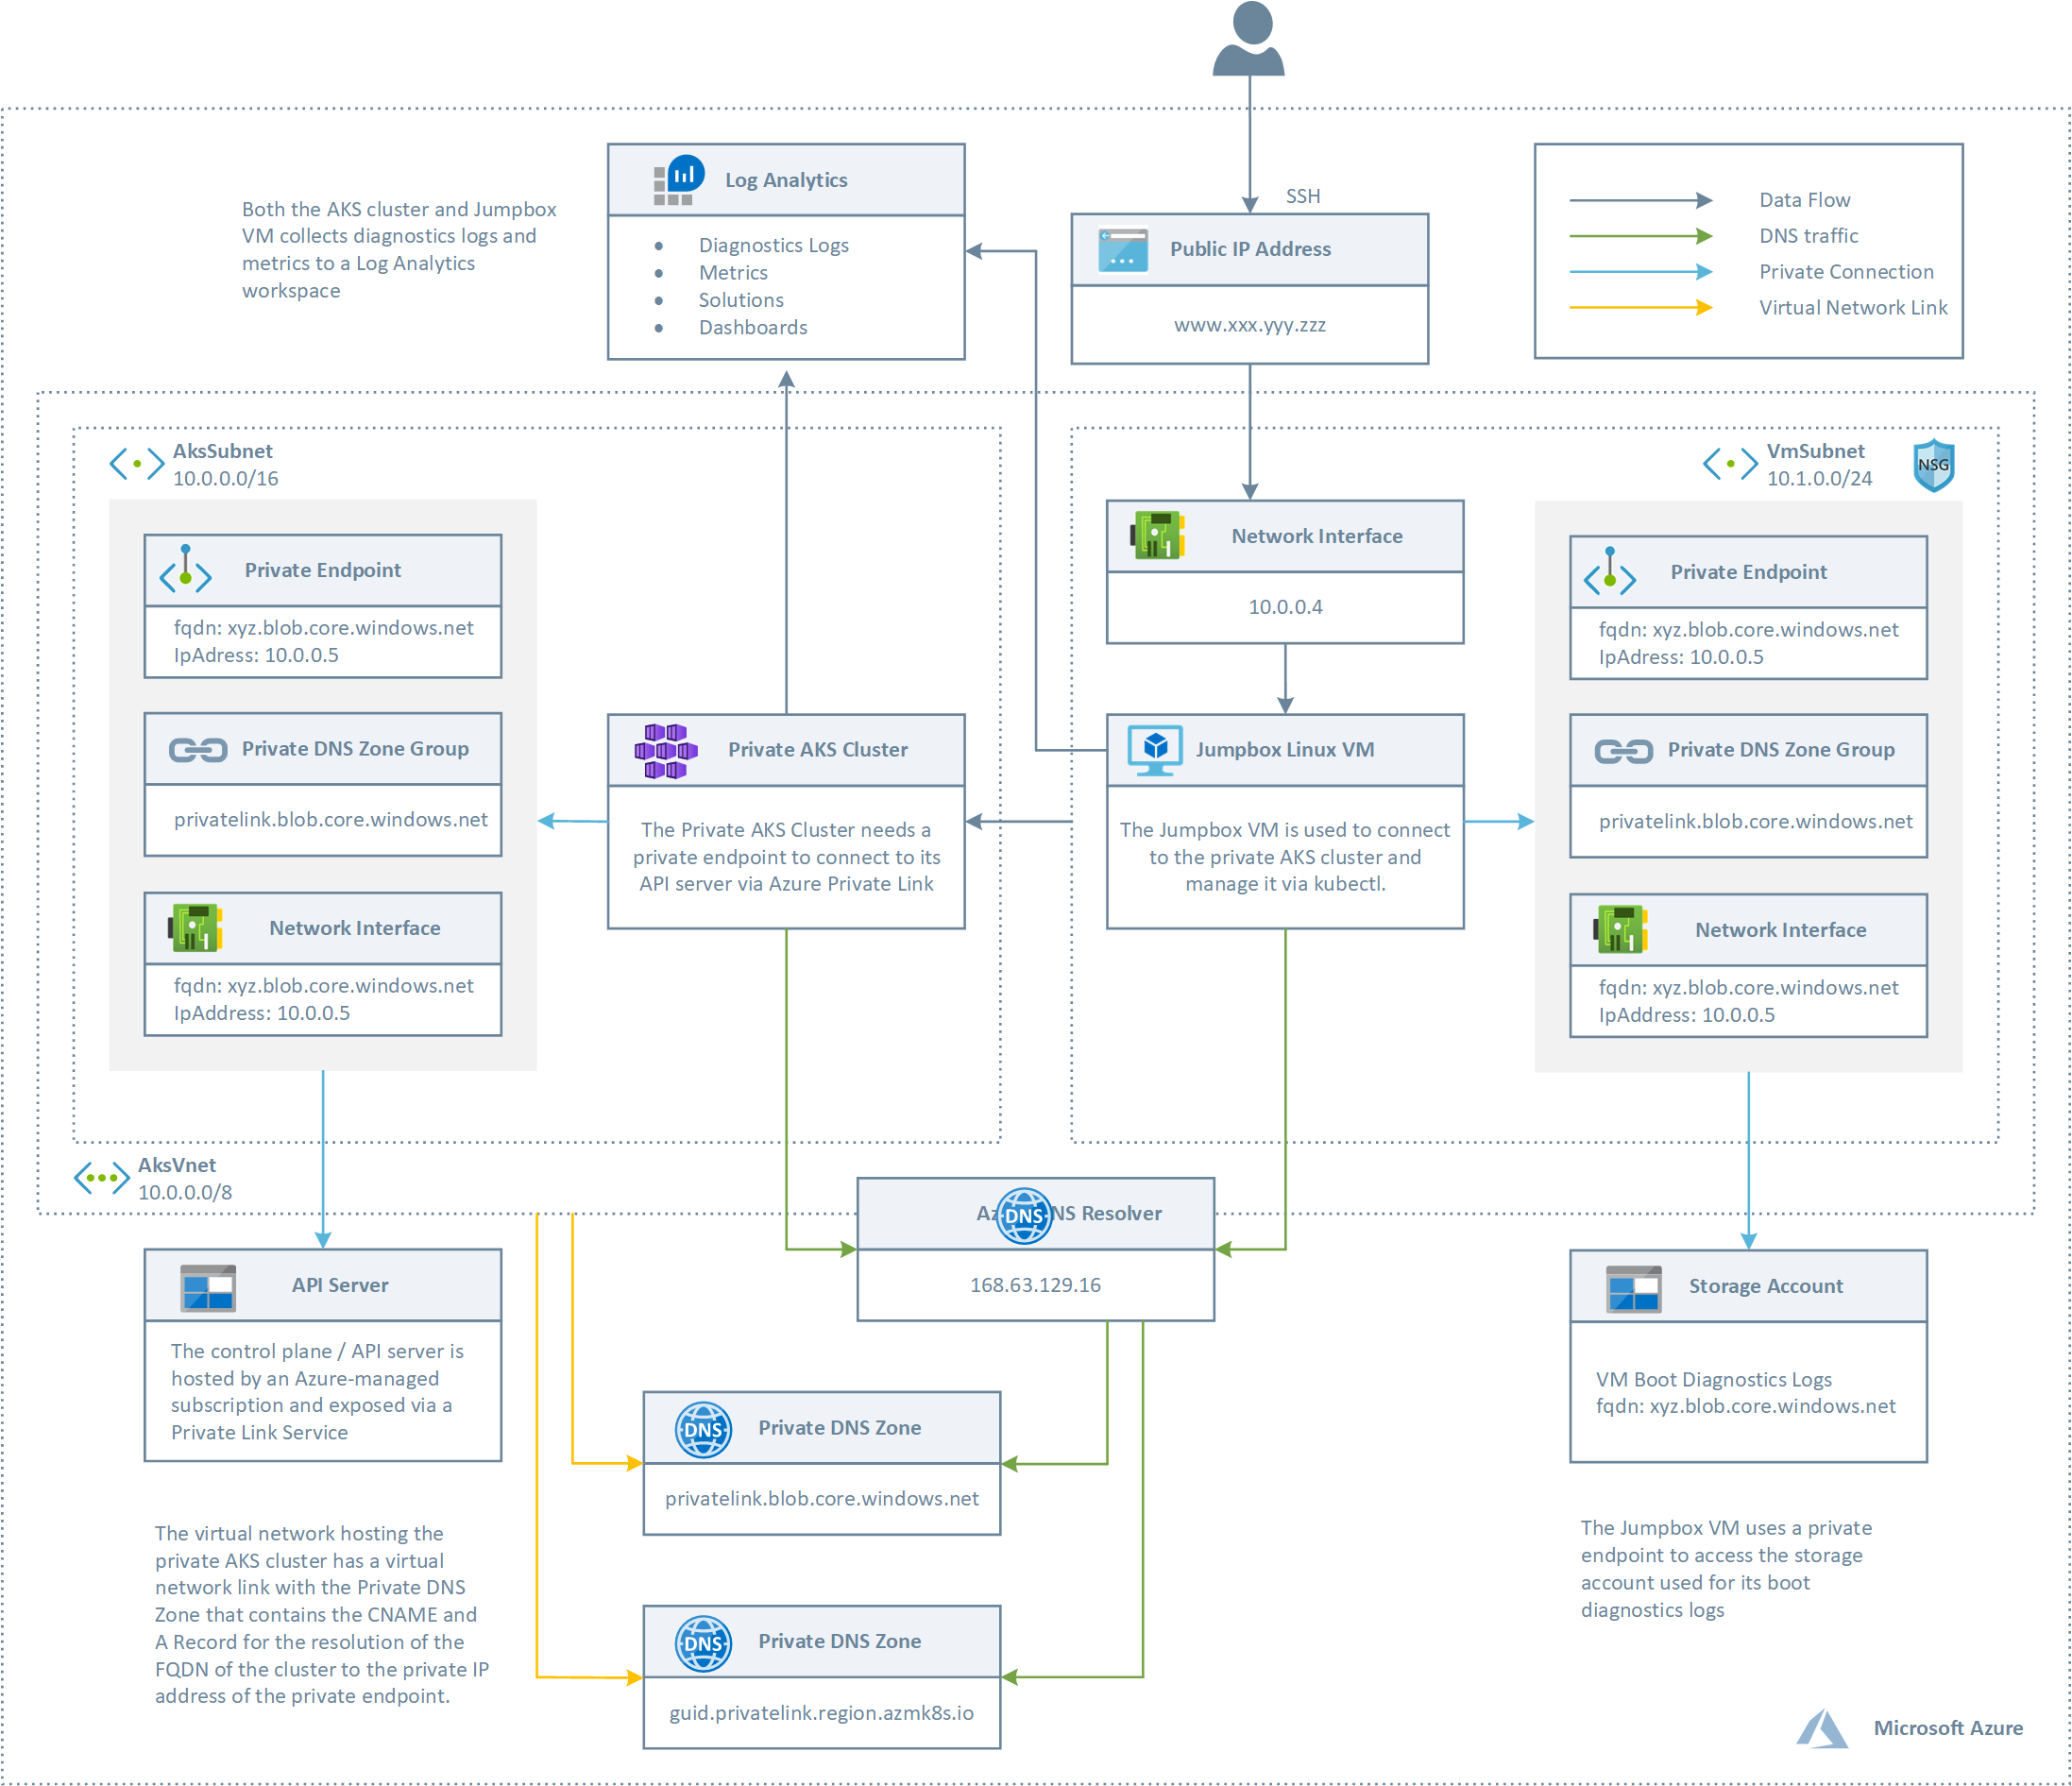 SSH
Log Analytics
Diagnostics Logs
Metrics
Solutions
Dashboards
Both the AKS cluster and Jumpbox
VM collects diagnostics logs and
metrics to a Log Analytics
workspace
Public IP Address
www.xxx.yyy.zzz
Data Flow
DNS traffic
Private Connection
Virtual Network Link
AksSubnet
10.0.0.0/16
VmSubnet
10.1.0.0/24
NSG
Private Endpoint
fqdn: xyz.blob.core.windows.net
IpAdress: 10.0.0.5
Private DNS Zone Group
privatelink.blob.core.windows.net
Network Interface
fqdn: xyz.blob.core.windows.net
IpAddress: 10.0.0.5
Private AKS Cluster
The Private AKS Cluster needs a
private endpoint to connect to its
API server via Azure Private Link
Network Interface
10.0.0.4
Jumpbox Linux VM
The Jumpbox VM is used to connect
to the private AKS cluster and
manage it via kubectl.
Private Endpoint
fqdn: xyz.blob.core.windows.net
IpAdress: 10.0.0.5
Private DNS Zone Group
privatelink.blob.core.windows.net
Network Interface
fqdn: xyz.blob.core.windows.net
IpAddress: 10.0.0.5
AksVnet
10.0.0.0/8
DNS
Resolver
168.63.129.16
API Server
The control plane / API server is
hosted by an Azure-managed
subscription and exposed via a
Private Link Service
Storage Account
VM Boot Diagnostics Logs
fqdn: xyz.blob.core.windows.net
DNS
Private DNS Zone
privatelink.blob.core.windows.net
The virtual network hosting the
private AKS cluster has a virtual
network link with the Private DNS
Zone that contains the CNAME and
A Record for the resolution of the
FQDN of the cluster to the private IP
address of the private endpoint.
The Jumpbox VM uses a private
endpoint to access the storage
account used for its boot
diagnostics logs
DNS
Private DNS Zone
guid.privatelink.region.azmk8s.io
Microsoft Azure